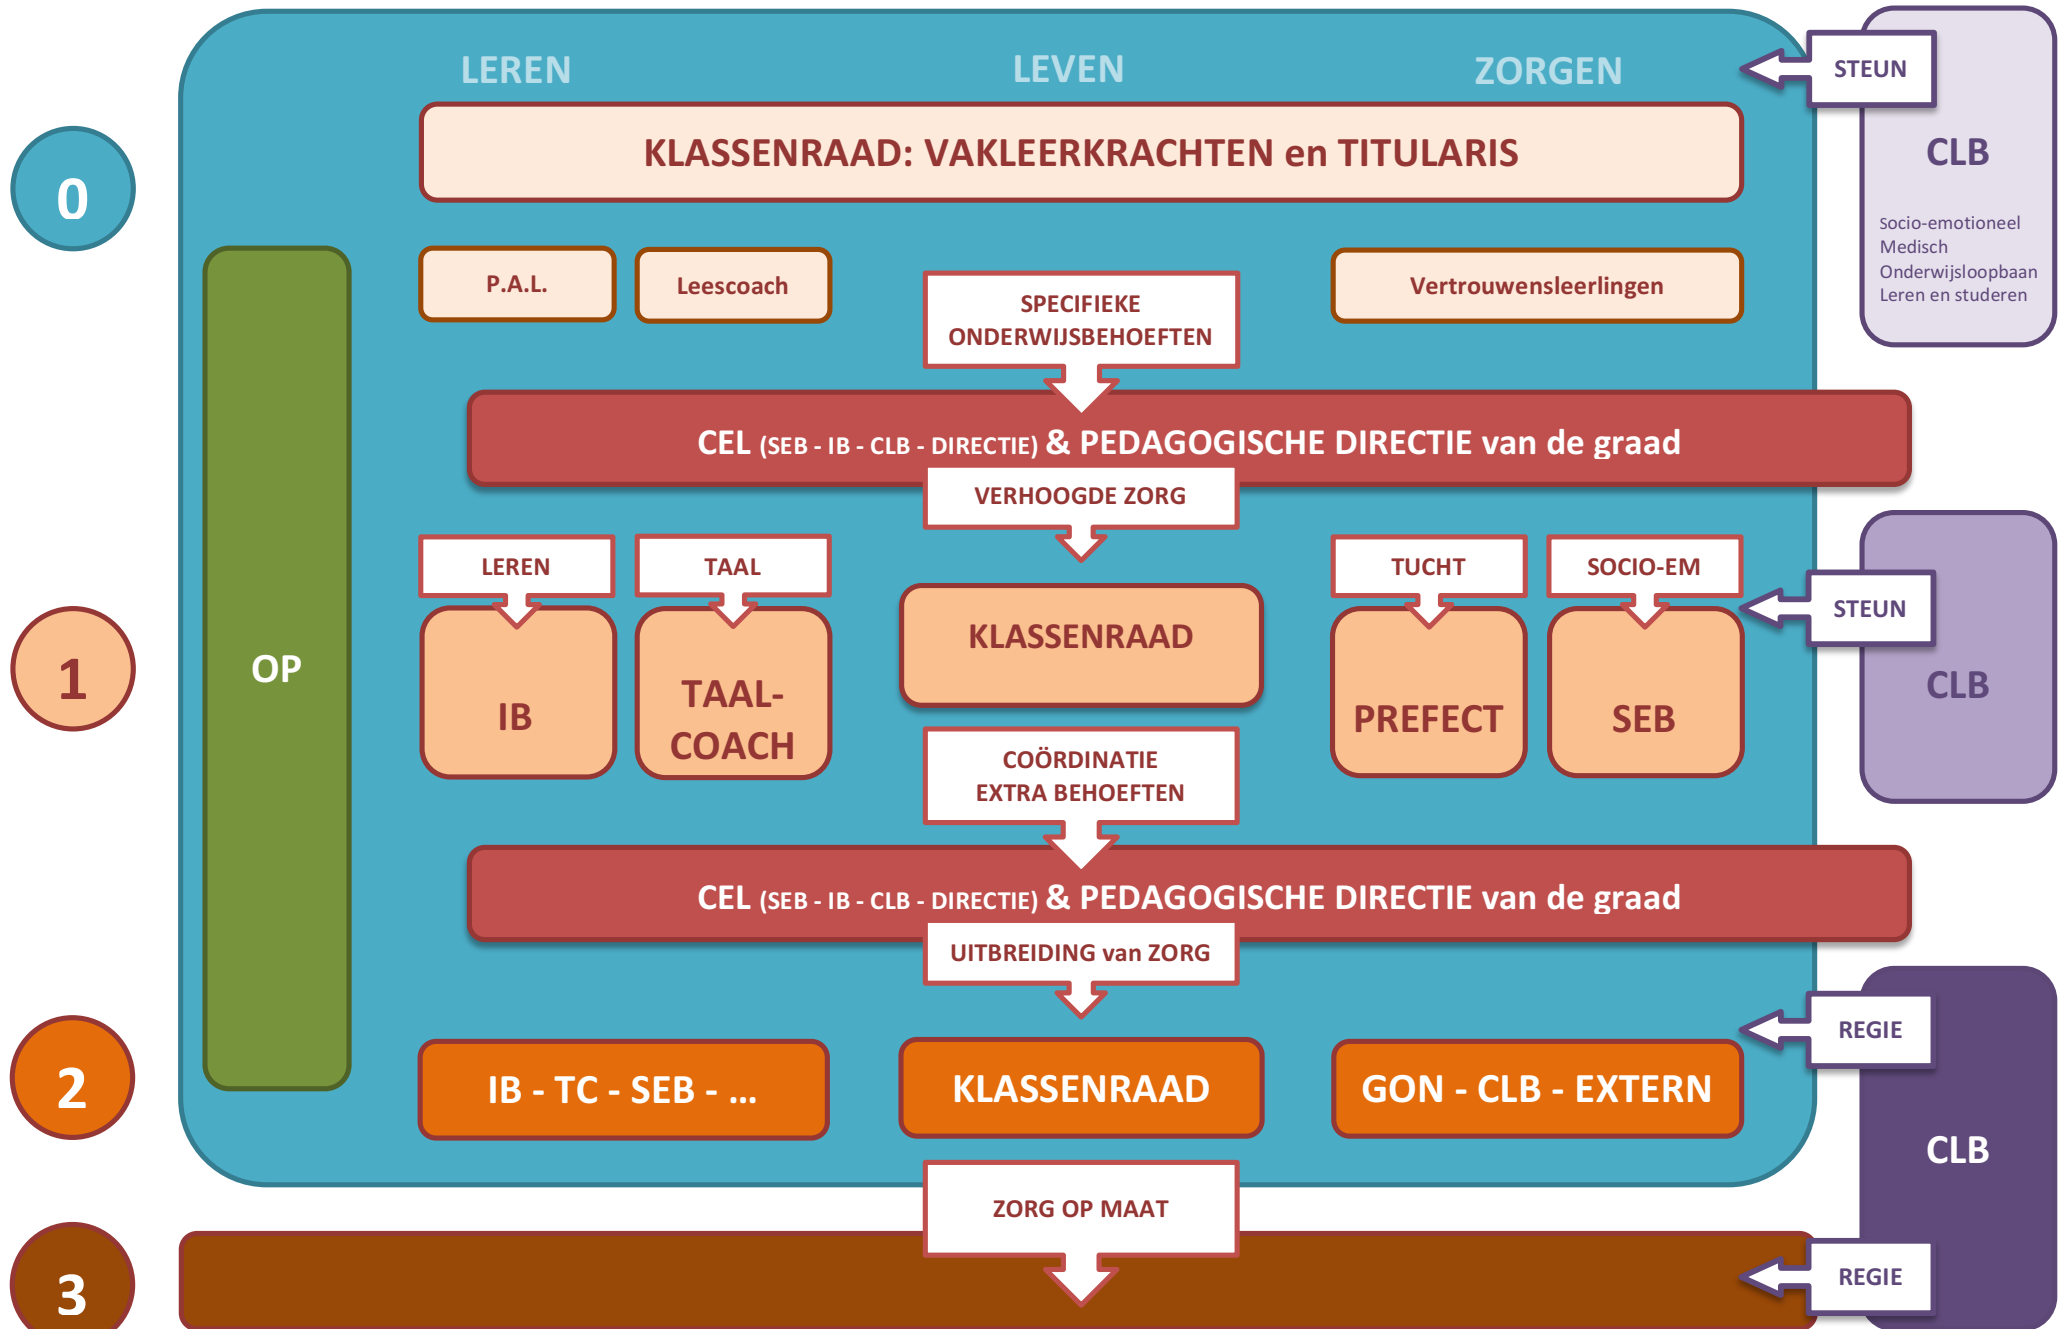 LEREN
LEVEN
ZORGEN
STEUN
KLASSENRAAD: VAKLEERKRACHTEN en TITULARIS
CLB
0
Socio-emotioneel
Medisch
Onderwijsloopbaan
Leren en studeren
P.A.L.
Leescoach
Vertrouwensleerlingen
SPECIFIEKE
ONDERWIJSBEHOEFTEN
CEL (SEB - IB - CLB - DIRECTIE) & PEDAGOGISCHE DIRECTIE van de graad
VERHOOGDE ZORG
LEREN
TAAL
TUCHT
SOCIO-EM
STEUN
KLASSENRAAD
1
OP
IB
TAAL-
COACH
PREFECT
SEB
CLB
COÖRDINATIE
EXTRA BEHOEFTEN
CEL (SEB - IB - CLB - DIRECTIE) & PEDAGOGISCHE DIRECTIE van de graad
UITBREIDING van ZORG
REGIE
2
IB - TC - SEB - ...
KLASSENRAAD
GON - CLB - EXTERN
CLB
ZORG OP MAAT
3
REGIE